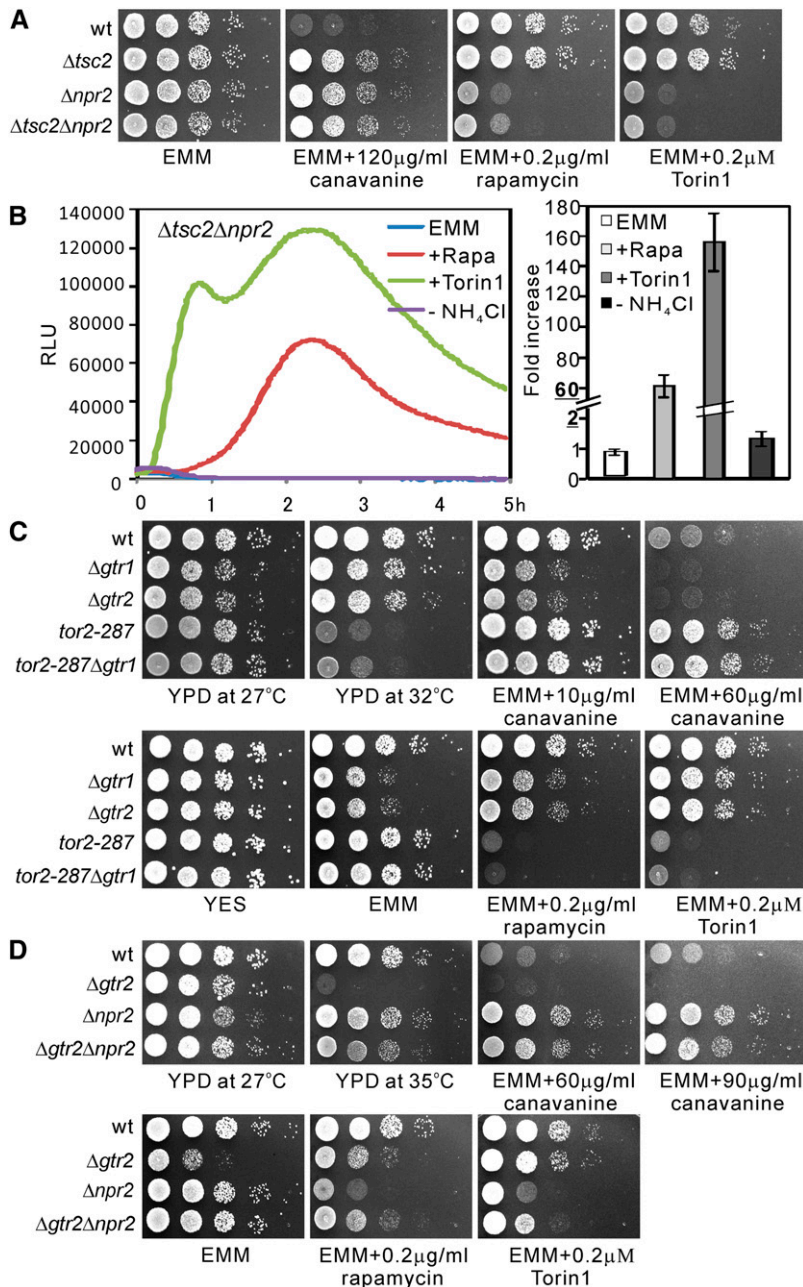 A
wt
Δtsc2
Δnpr2
Δtsc2Δnpr2
EMM
EMM+120µg/ml
canavanine
EMM+0.2µg/ml
rapamycin
EMM+0.2µM
Torin1
B
140000
120000
100000
80000
60000
40000
20000
0
RLU
Δtsc2Δnpr2
EMM
+Rapa
+Torin1
- NH4Cl
0
1
2
3
4
5h
Fold increase
180
160
140
120
100
80
60
2
1
0
EMM
+Rapa
+Torin1
- NH4Cl
C
wt
Δgtr1
Δgtr2
tor2-287
tor2-287Δgtr1
YPD at 27°C
YPD at 32°C
EMM+10µg/ml
canavanine
EMM+60µg/ml
canavanine
wt
Δgtr1
Δgtr2
tor2-287
tor2-287Δgtr1
YES
EMM
EMM+0.2µg/ml
rapamycin
EMM+0.2µM
Torin1
D
wt
Δgtr2
Δnpr2
Δgtr2Δnpr2
YPD at 27°C
YPD at 35°C
EMM+60µg/ml
canavanine
EMM+90µg/ml
canavanine
wt
Δgtr2
Δnpr2
Δgtr2Δnpr2
EMM
EMM+0.2µg/ml
rapamycin
EMM+0.2µM
Torin1